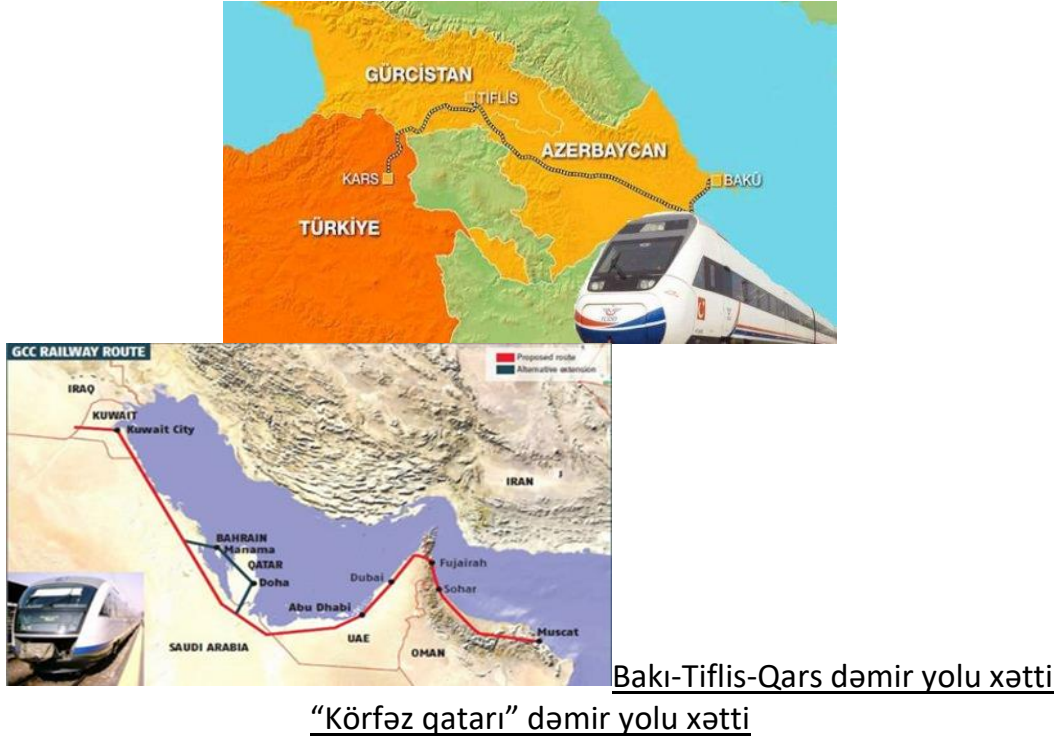 GÜRCİSTAN
TİFLİS
AZERBAYCAN
KARS
BAKÜ
TÜRKİYE
GCC RAILWAY ROUTE
Proposed route
Alternative extension
IRAQ
KUWAIT
Kuwait City
IRAN
BAHRAIN
Manama
QATAR
Doha
Dubai
Fujairah
Sohar
Abu Dhabi
Muscat
UAE
SAUDI ARABIA
OMAN
Bakı-Tiflis-Qars dəmir yolu xətti
“Körfəz qatarı” dəmir yolu xətti